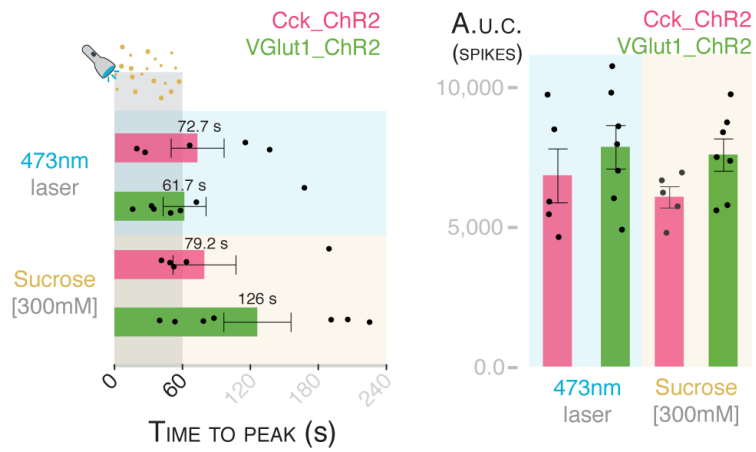 Cck_ChR2
VGlut1_ChR2
72.7 s
61.7 s
79.2 s
126 s
473nm
laser
Sucrose
[300mM]
0
60
120
180
240
TIME TO PEAK (s)
A.U.C.
(SPIKES)
Cck_ChR2
VGlut1_ChR2
10,000
5,000
0.0
473nm
laser
Sucrose
[300mM]